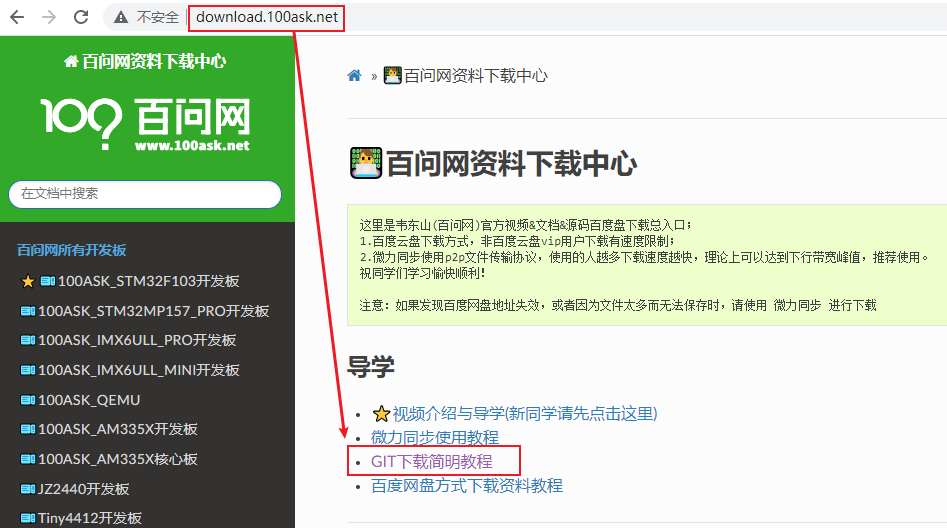 不安全 download.100ask.net
百问网资料下载中心
100? 百问网
www.100ask.net
在文档中搜索
百问网所有开发板
100ASK_STM32F103开发板
100ASK_STM32MP157_PRO开发板
100ASK_IMX6ULL_PRO开发板
100ASK_IMX6ULL_MINI开发板
100ASK_QEMU
100ASK_AM335X开发板
100ASK_AM335X核心板
JZ2440开发板
Tiny4412开发板
» 百问网资料下载中心
百问网资料下载中心
这里是韦东山(百问网)官方视频&文档&源码百度盘下载总入口;
1.百度云盘下载方式，非百度云盘vip用户下载有速度限制;
2.微力同步使用p2p文件传输协议，使用的人越多下载速度越快，理论上可以达到下行带宽峰值，推荐使用。
祝同学们学习愉快顺利!
注意: 如果发现百度网盘地址失效，或者因为文件太多而无法保存时，请使用 微力同步 进行下载
导学
视频介绍与导学(新同学请先点击这里)
微力同步使用教程
GIT下载简明教程
百度网盘方式下载资料教程